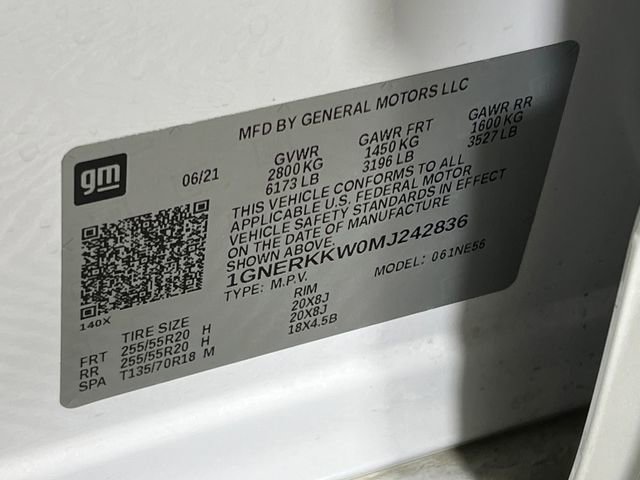 MFD BY GENERAL MOTORS LLC
gm
06/21
GVWR GAWR FRT GAWR RR
2800 KG 1450 KG 1600 KG
6173 LB 3196 LB 3527 LB
THIS VEHICLE CONFORMS TO ALL
APPLICABLE U.S. FEDERAL MOTOR
VEHICLE SAFETY STANDARDS IN EFFECT
ON THE DATE OF MANUFACTURE
SHOWN ABOVE.
1GNERKKW0MJ242836
TYPE: M.P.V. MODEL: 061NE56
140X
TIRE SIZE RIM
FRT 255/55R20 H 20X8J
RR 255/55R20 H 20X8J
SPA T135/70R18 M 18X4.5B